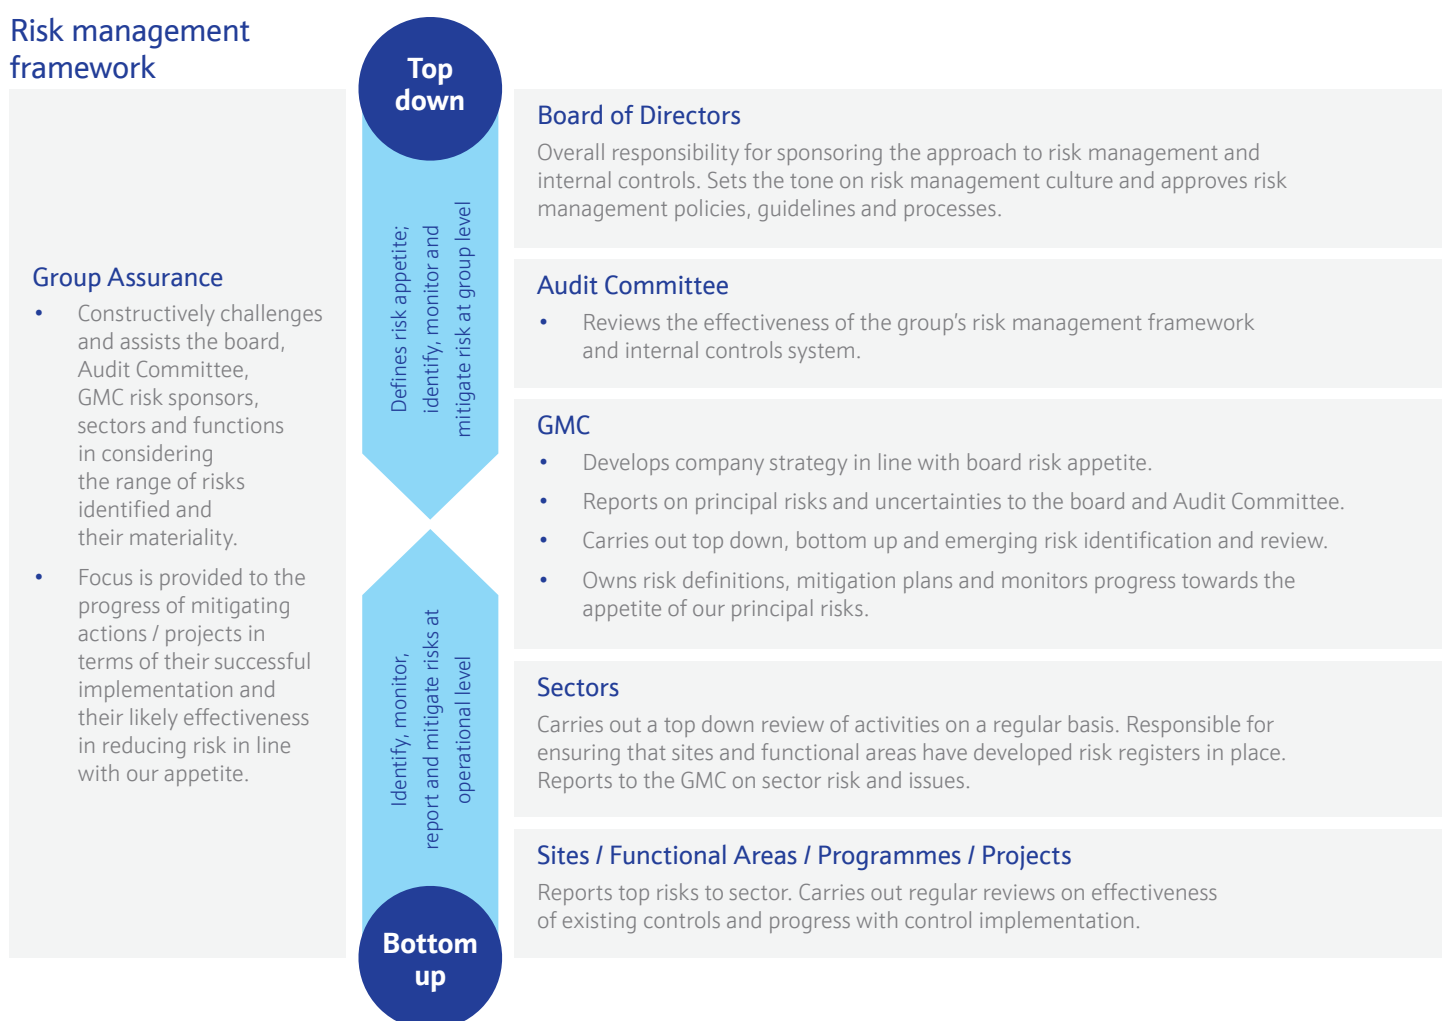 Risk management
framework
Group Assurance
• Constructively challenges
and assists the board,
Audit Committee,
GMC risk sponsors,
sectors and functions
in considering
the range of risks
identified and
their materiality.
• Focus is provided to the
progress of mitigating
actions / projects in
terms of their successful
implementation and
their likely effectiveness
in reducing risk in line
with our appetite.
Top
down
Defines risk appetite;
identify, monitor and
mitigate risk at group level
Identify, monitor,
report and mitigate risks at
operational level
Bottom
up
Board of Directors
Overall responsibility for sponsoring the approach to risk management and
internal controls. Sets the tone on risk management culture and approves risk
management policies, guidelines and processes.
Audit Committee
• Reviews the effectiveness of the group's risk management framework
and internal controls system.
GMC
• Develops company strategy in line with board risk appetite.
• Reports on principal risks and uncertainties to the board and Audit Committee.
• Carries out top down, bottom up and emerging risk identification and review.
• Owns risk definitions, mitigation plans and monitors progress towards the
appetite of our principal risks.
Sectors
Carries out a top down review of activities on a regular basis. Responsible for
ensuring that sites and functional areas have developed risk registers in place.
Reports to the GMC on sector risk and issues.
Sites / Functional Areas / Programmes / Projects
Reports top risks to sector. Carries out regular reviews on effectiveness
of existing controls and progress with control implementation.